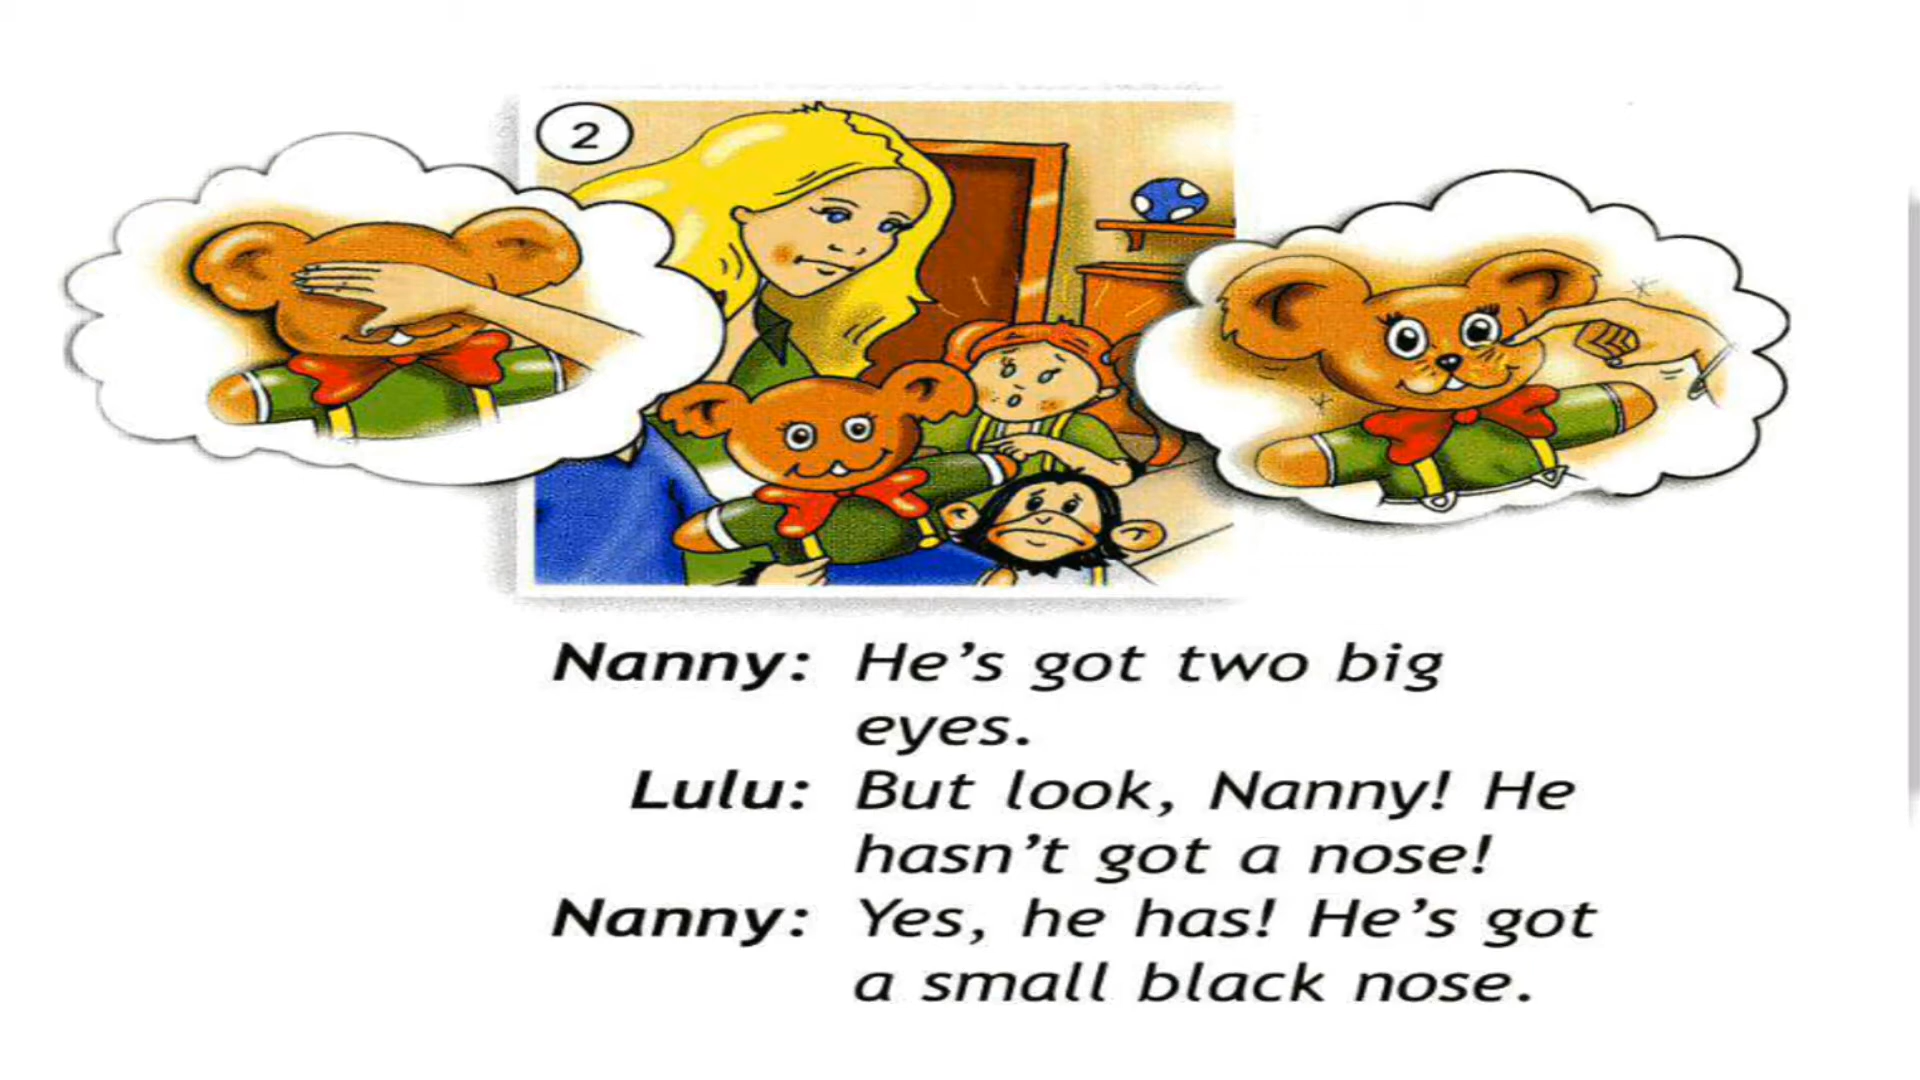 2
Nanny: He's got two big
eyes.
Lulu: But look, Nanny! He
hasn't got a nose!
Nanny: Yes, he has! He's got
a small black nose.